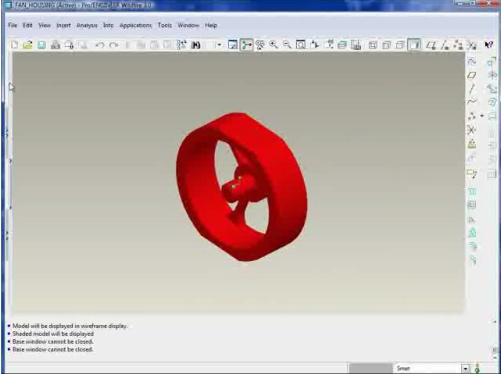 FAN_HOUSING (Active) - Pro/ENGINEER Wildfire 3.0
File Edit View Insert Analysis Info Applications Tools Window Help
Model will be displayed in wireframe display.
Shaded model will be displayed
Base window cannot be closed.
Base window cannot be closed.
Smart